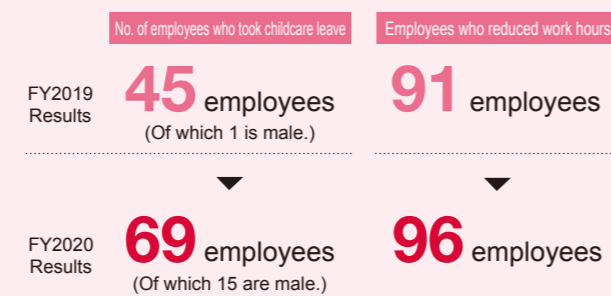 No. of employees who took childcare leave
Employees who reduced work hours
FY2019
Results
45 employees
(Of which 1 is male.)
91 employees
FY2020
Results
69 employees
(Of which 15 are male.)
96 employees